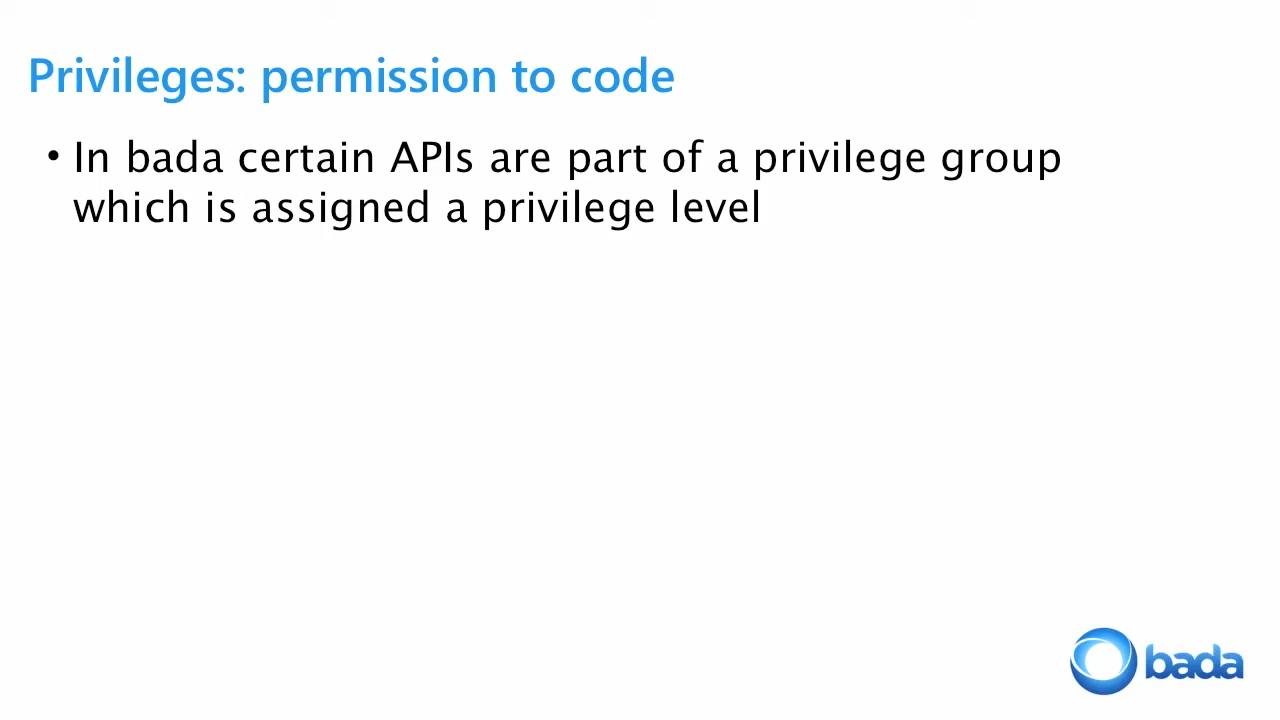 Privileges: permission to code
• In bada certain APIs are part of a privilege group
which is assigned a privilege level
bada